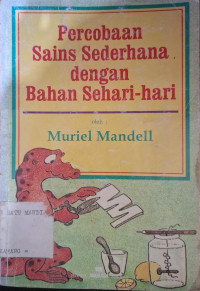 Percobaan
Sains Sederhana
dengan
Bahan Sehari-hari
oleh
Muriel Mandell